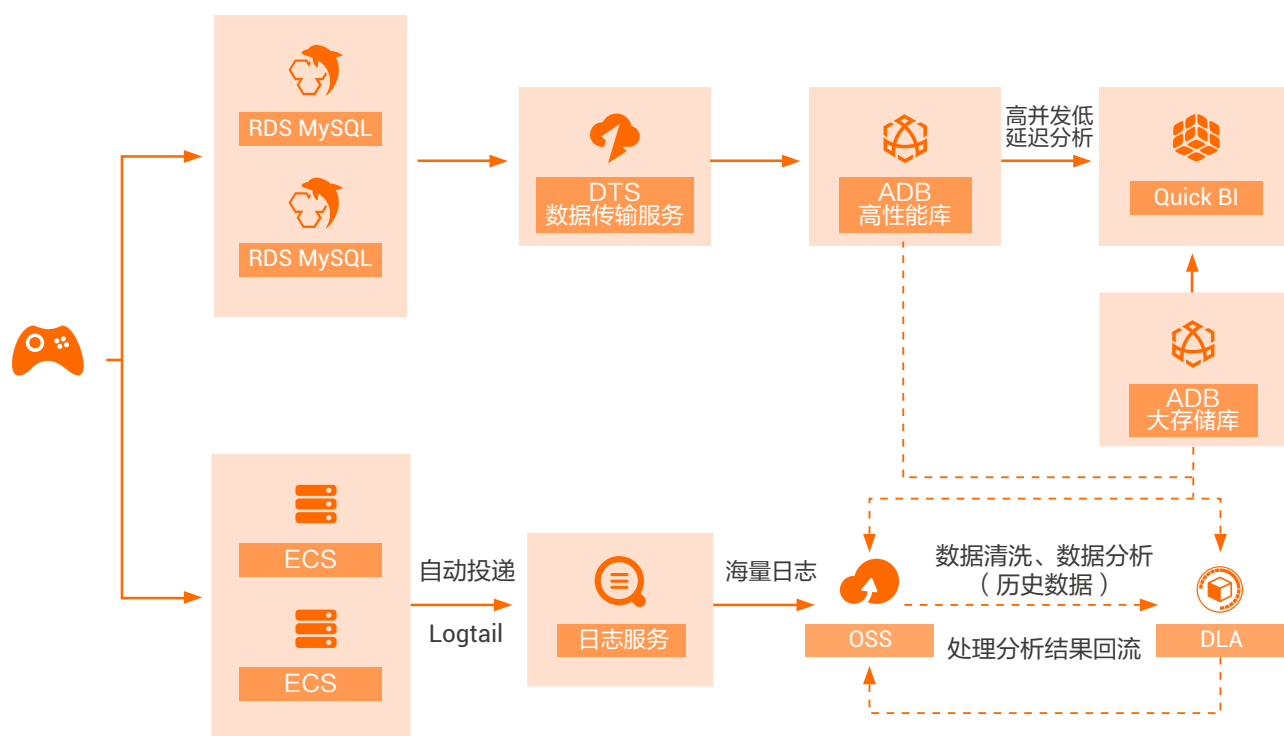 RDS MySQL
RDS MySQL
DTS
数据传输服务
ADB
高性能库
高并发低
延迟分析
Quick BI
ADB
大存储库
ECS
ECS
自动投递
Logtail
日志服务
海量日志
OSS
数据清洗、数据分析
（历史数据）
处理分析结果回流
DLA